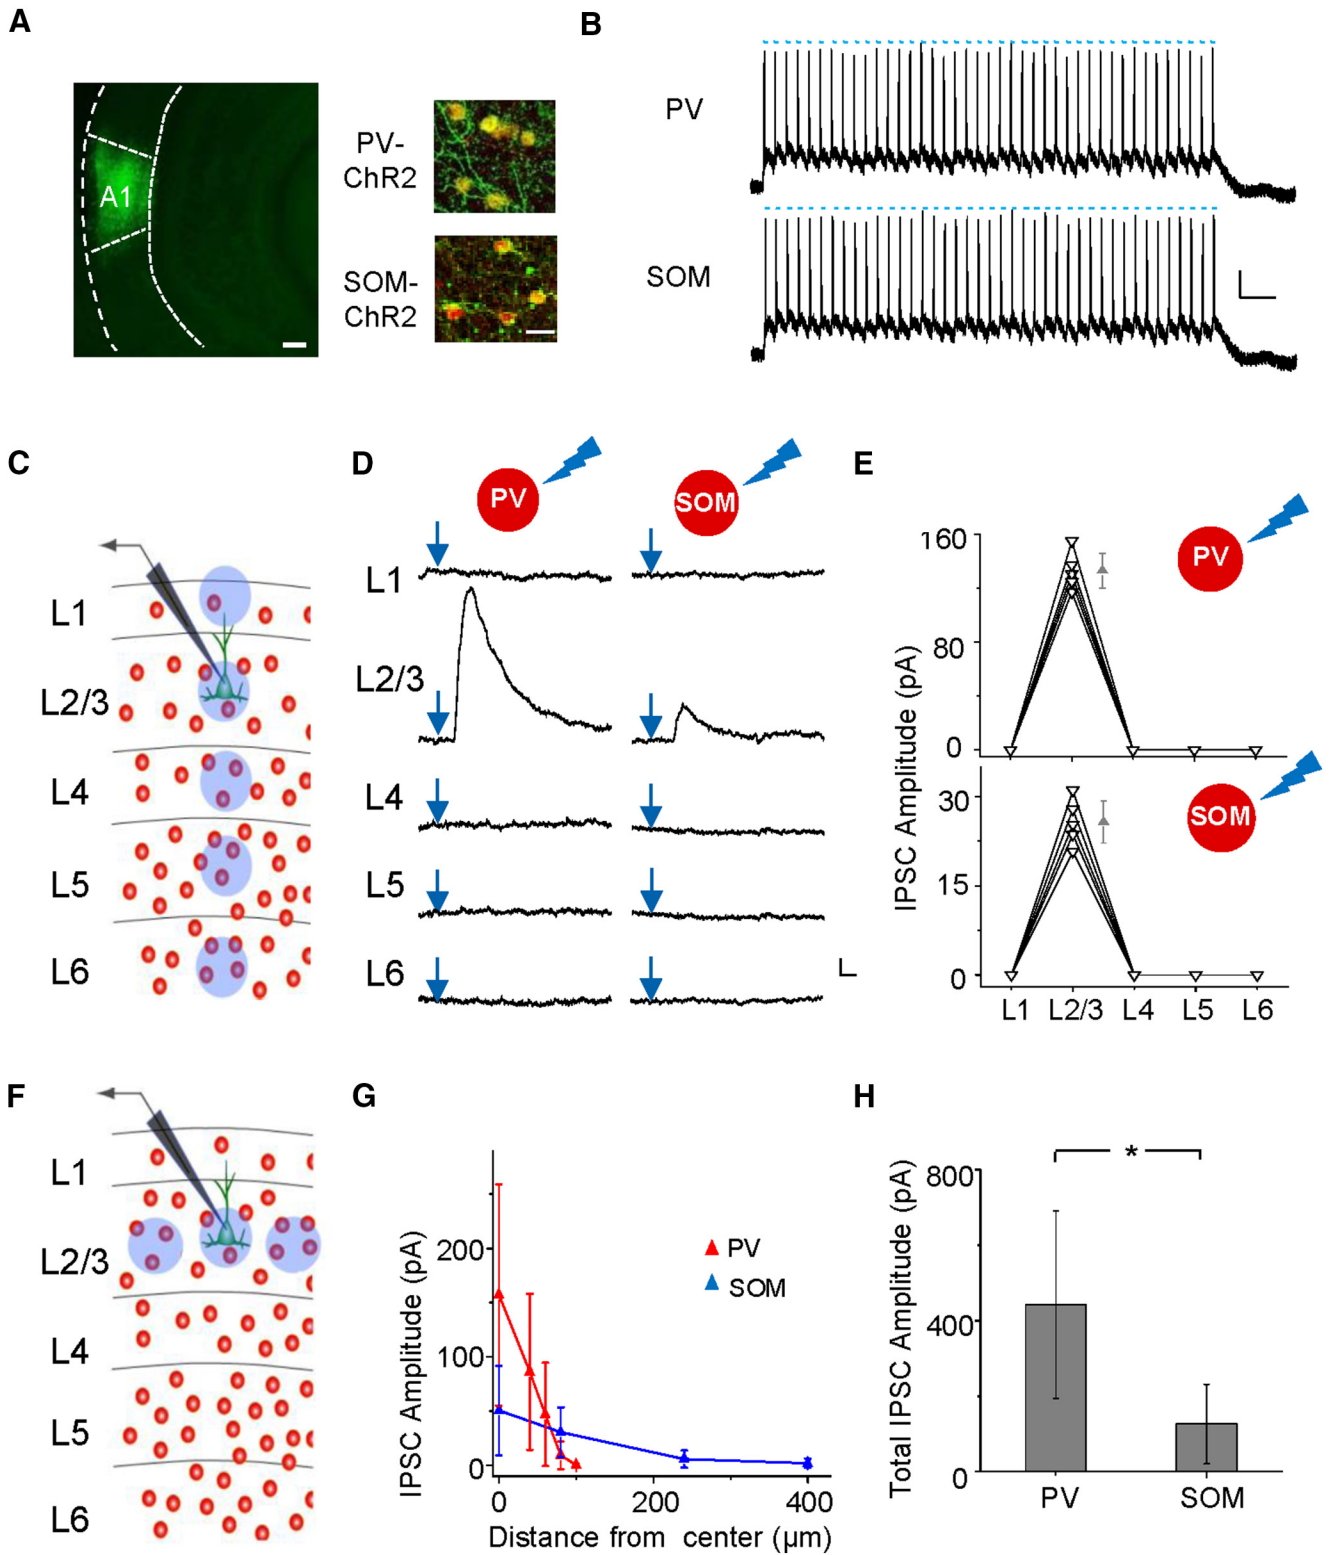 A
A1
PV-
ChR2
SOM-
ChR2
B
PV
SOM
C
L1
L2/3
L4
L5
L6
D
PV
SOM
L1
L2/3
L4
L5
L6
E
PV
160
80
0
IPSC Amplitude (pA)
SOM
30
15
0
L1 L2/3 L4 L5 L6
F
L1
L2/3
L4
L5
L6
G
IPSC Amplitude (pA)
200
100
0
PV
SOM
0 200 400
Distance from center (µm)
H
*
Total IPSC Amplitude (pA)
800
400
0
PV SOM